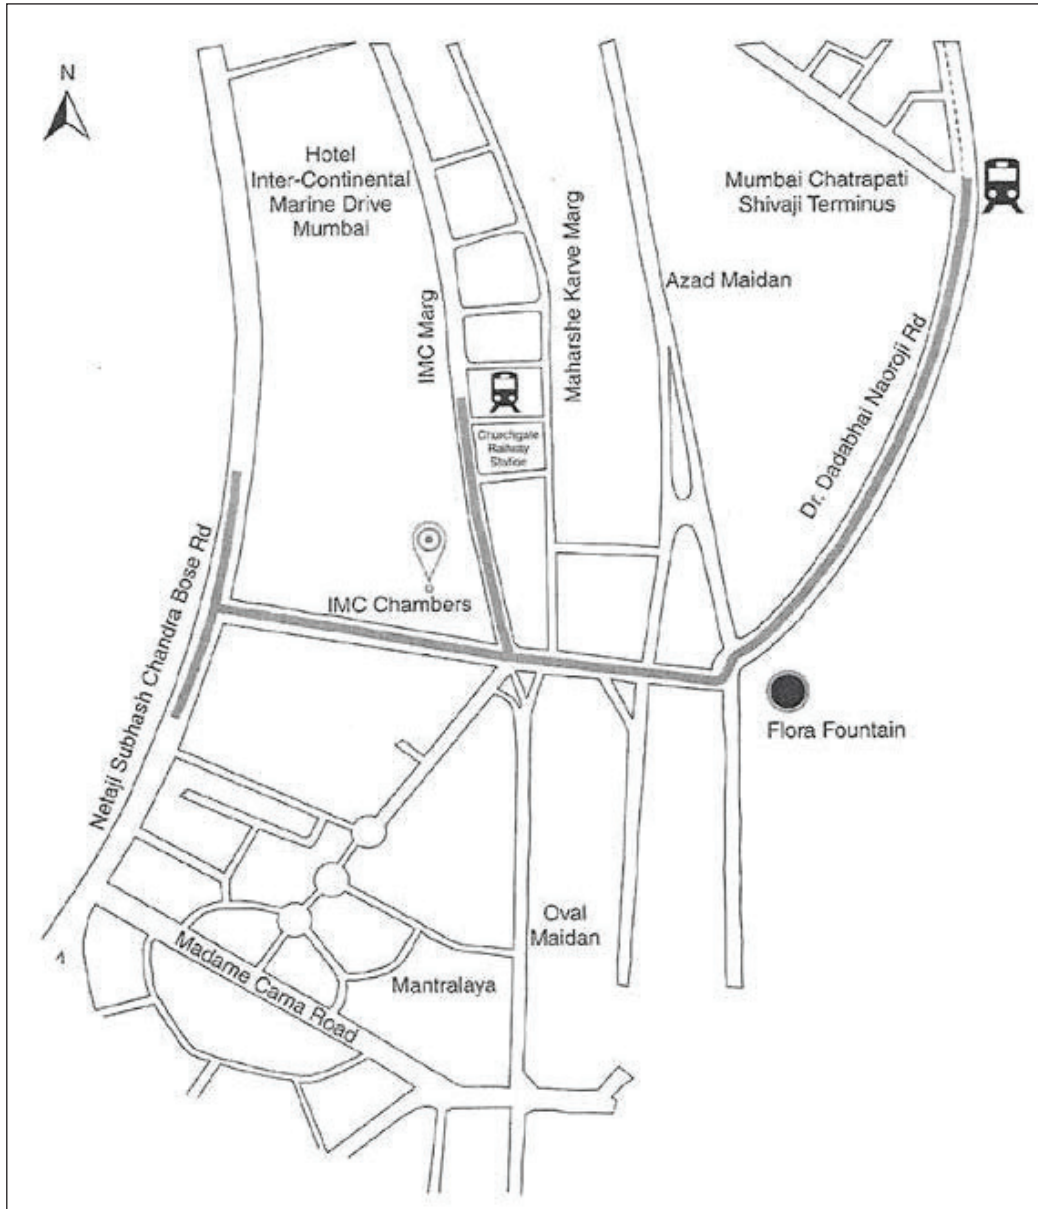 N
Hotel
Inter-Continental
Marine Drive
Mumbai
Mumbai Chatrapati
Shivaji Terminus
Maharshe Karve Marg
Azad Maidan
IMC Marg
Dr. Dadabhai Naoroji Rd
Churchgate
Railway
Station
Netaji Subhash Chandra Bose Rd
IMC Chambers
Flora Fountain
Oval
Maidan
Madame Cama Road
Mantralaya